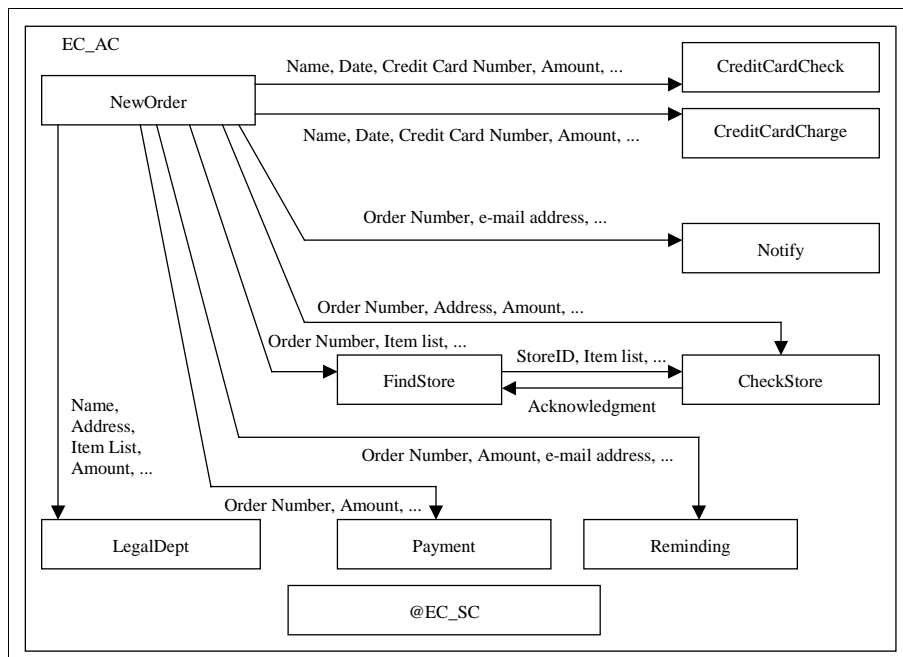 EC_AC
Name, Date, Credit Card Number, Amount, ...
CreditCardCheck
NewOrder
CreditCardCharge
Name, Date, Credit Card Number, Amount, ...
Order Number, e-mail address, ...
Notify
Order Number, Address, Amount, ...
Order Number, Item list, ...
StoreID, Item list, ...
FindStore
CheckStore
Acknowledgment
Name,
Address,
Item List,
Amount, ...
Order Number, Amount, e-mail address, ...
Order Number, Amount, ...
LegalDept
Payment
Reminding
@EC_SC